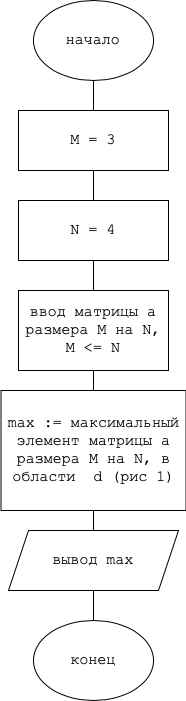 начало
M = 3
N = 4
ввод матрицы a
размера M на N,
M <= N
max := максимальный
элемент матрицы a
размера M на N, в
области d (рис 1)
вывод max
конец